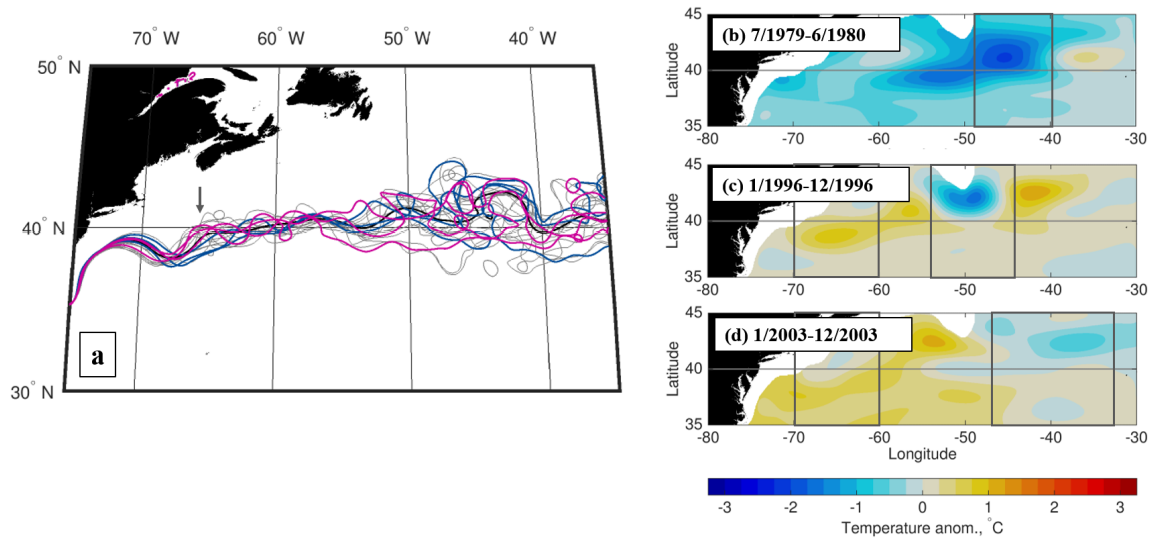 70° W 60° W 50° W 40° W
50° N
40° N
30° N
a
(b) 7/1979-6/1980
Latitude
45
40
35
-80 -70 -60 -50 -40 -30
(c) 1/1996-12/1996
Latitude
45
40
35
-80 -70 -60 -50 -40 -30
(d) 1/2003-12/2003
Latitude
45
40
35
-80 -70 -60 -50 -40 -30
Longitude
-3 -2 -1 0 1 2 3
Temperature anom., °C